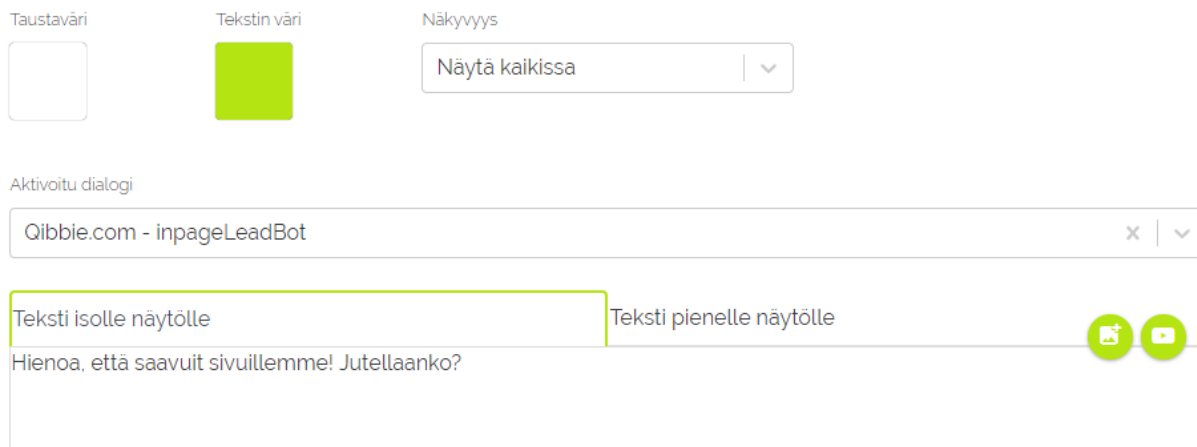 Taustaväri Tekstin väri Näkyvyys
Näytä kaikissa
Aktivoitu dialogi
Qibbie.com - inpageLeadBot
Teksti isolle näytölle Teksti pienelle näytölle
Hienoa, että saavuit sivuillemme! Jutellaanko?